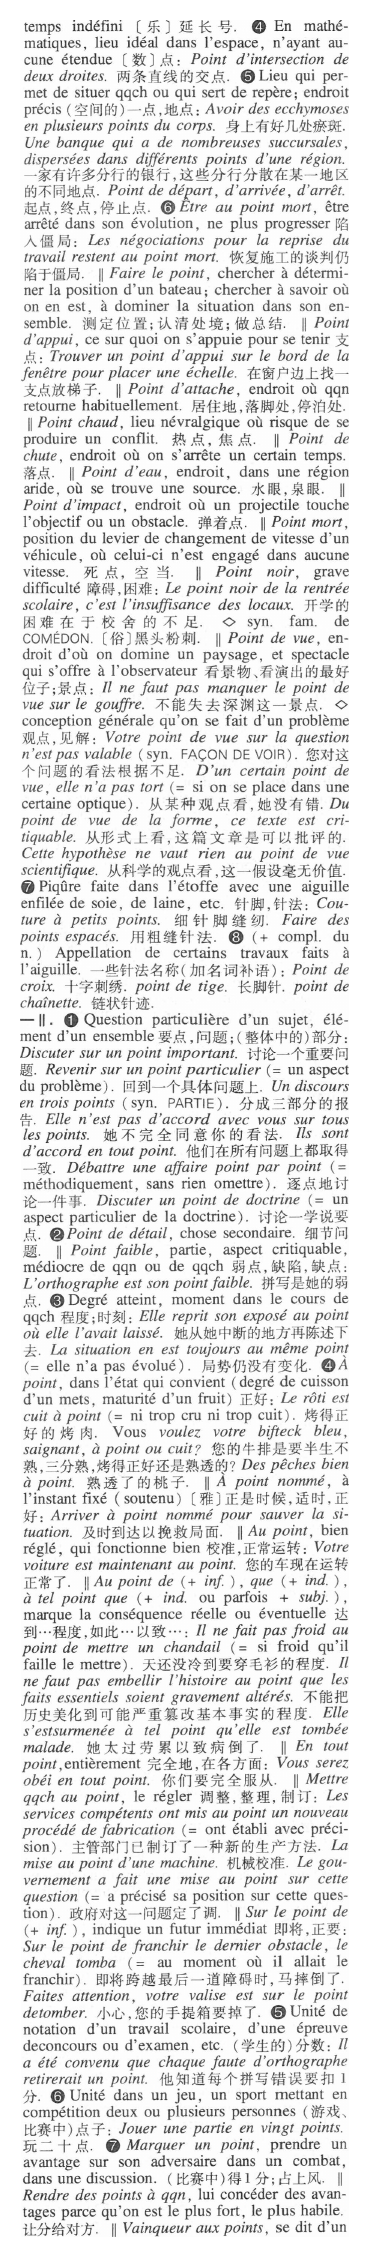 temps indéfini〔乐〕延长号. ❹ En mathé-
matiques, lieu idéal dans l'espace, n'ayant au-
cune étendue〔数〕点: Point d'intersection de
deux droites. 两条直线的交点. ❺ Lieu qui per-
met de situer qqch ou qui sert de repère; endroit
précis (空间的)一点,地点: Avoir des ecchymoses
en plusieurs points du corps. 身上有好几处瘀斑.
Une banque qui a de nombreuses succursales,
dispersées dans différents points d'une région.
一家有许多分行的银行,这些分行分散在某一地区
的不同地点. Point de départ, d'arrivée, d'arrêt.
起点,终点,停止点. ❻ Être au point mort, être
arrêté dans son évolution, ne plus progresser 陷
入僵局: Les négociations pour la reprise du
travail restent au point mort. 恢复施工的谈判仍
陷于僵局. ‖ Faire le point, chercher à détermi-
ner la position d'un bateau; chercher à savoir où
on en est, à dominer la situation dans son en-
semble. 测定位置;认清处境;做总结. ‖ Point
d'appui, ce sur quoi on s'appuie pour se tenir 支
点: Trouver un point d'appui sur le bord de la
fenêtre pour placer une échelle. 在窗户边上找一
支点放梯子. ‖ Point d'attache, endroit où qqn
retourne habituellement. 居住地,落脚处,停泊处.
‖ Point chaud, lieu névralgique où risque de se
produire un conflit. 热点, 焦点. ‖ Point de
chute, endroit où on s'arrête un certain temps.
落点. ‖ Point d'eau, endroit, dans une région
aride, où se trouve une source. 水眼,泉眼. ‖
Point d'impact, endroit où un projectile touche
l'objectif ou un obstacle. 弹着点. ‖ Point mort,
position du levier de changement de vitesse d'un
véhicule, où celui-ci n'est engagé dans aucune
vitesse. 死点, 空当. ‖ Point noir, grave
difficulté 障碍,困难: Le point noir de la rentrée
scolaire, c'est l'insuffisance des locaux. 开学的
困难在于校舍的不足. ◇ syn. fam. de
COMÉDON.〔俗〕黑头粉刺. ‖ Point de vue, en-
droit d'où on domine un paysage, et spectacle
qui s'offre à l'observateur 看景物、看演出的最好
位子;景点: Il ne faut pas manquer le point de
vue sur le gouffre. 不能失去深渊这一景点. ◇
conception générale qu'on se fait d'un problème
观点,见解: Votre point de vue sur la question
n'est pas valable (syn. FAÇON DE VOIR). 您对这
个问题的看法根据不足. D'un certain point de
vue, elle n'a pas tort (= si on se place dans une
certaine optique). 从某种观点看,她没有错. Du
point de vue de la forme, ce texte est cri-
tiquable. 从形式上看,这篇文章是可以批评的.
Cette hypothèse ne vaut rien au point de vue
scientifique. 从科学的观点看,这一假设毫无价值.
❼ Piqûre faite dans l'étoffe avec une aiguille
enfilée de soie, de laine, etc. 针脚,针法: Cou-
ture à petits points. 细针脚缝纫. Faire des
points espacés. 用粗缝针法. ❽ (+ compl. du
n.) Appellation de certains travaux faits à
l'aiguille. 一些针法名称(加名词补语): Point de
croix. 十字刺绣. point de tige. 长脚针. point de
chaînette. 链状针迹.
—Ⅱ. ❶ Question particulière d'un sujet, élé-
ment d'un ensemble 要点,问题;(整体中的)部分:
Discuter sur un point important. 讨论一个重要问
题. Revenir sur un point particulier (= un aspect
du problème). 回到一个具体问题上. Un discours
en trois points (syn. PARTIE). 分成三部分的报
告. Elle n'est pas d'accord avec vous sur tous
les points. 她不完全同意你的看法. Ils sont
d'accord en tout point. 他们在所有问题上都取得
一致. Débattre une affaire point par point (=
méthodiquement, sans rien omettre). 逐点地讨
论一件事. Discuter un point de doctrine (= un
aspect particulier de la doctrine). 讨论一学说要
点. ❷ Point de détail, chose secondaire. 细节问
题. ‖ Point faible, partie, aspect critiquable,
médiocre de qqn ou de qqch 弱点,缺陷,缺点:
L'orthographe est son point faible. 拼写是她的弱
点. ❸ Degré atteint, moment dans le cours de
qqch 程度;时刻: Elle reprit son exposé au point
où elle l'avait laissé. 她从她中断的地方再陈述下
去. La situation en est toujours au même point
(= elle n'a pas évolué). 局势仍没有变化. ❹ À
point, dans l'état qui convient (degré de cuisson
d'un mets, maturité d'un fruit) 正好: Le rôti est
cuit à point (= ni trop cru ni trop cuit). 烤得正
好的烤肉. Vous voulez votre bifteck bleu,
saignant, à point ou cuit? 您的牛排是要半生不
熟,三分熟,烤得正好还是熟透的? Des pêches bien
à point. 熟透了的桃子. ‖ À point nommé, à
l'instant fixé (soutenu)〔雅〕正是时候,适时,正
好: Arriver à point nommé pour sauver la si-
tuation. 及时到达以挽救局面. ‖ Au point, bien
réglé, qui fonctionne bien 校准,正常运转: Votre
voiture est maintenant au point. 您的车现在运转
正常了. ‖ Au point de (+ inf.), que (+ ind.),
à tel point que (+ ind. ou parfois + subj.),
marque la conséquence réelle ou éventuelle 达
到…程度,如此…以致…: Il ne fait pas froid au
point de mettre un chandail (= si froid qu'il
faille le mettre). 天还没冷到要穿毛衫的程度. Il
ne faut pas embellir l'histoire au point que les
faits essentiels soient gravement altérés. 不能把
历史美化到可能严重篡改基本事实的程度. Elle
s'estsurmenée à tel point qu'elle est tombée
malade. 她太过劳累以致病倒了. ‖ En tout
point,entièrement 完全地,在各方面: Vous serez
obéi en tout point. 你们要完全服从. ‖ Mettre
qqch au point, le régler 调整,整理,制订: Les
services compétents ont mis au point un nouveau
procédé de fabrication (= ont établi avec préci-
sion). 主管部门已制订了一种新的生产方法. La
mise au point d'une machine. 机械校准. Le gou-
vernement a fait une mise au point sur cette
question (= a précisé sa position sur cette ques-
tion). 政府对这一问题定了调. ‖ Sur le point de
(+ inf.), indique un futur immédiat 即将,正要:
Sur le point de franchir le dernier obstacle, le
cheval tomba (= au moment où il allait le
franchir). 即将跨越最后一道障碍时,马摔倒了.
Faites attention, votre valise est sur le point
detomber. 小心,您的手提箱要掉了. ❺ Unité de
notation d'un travail scolaire, d'une épreuve
deconcours ou d'examen, etc. (学生的)分数: Il
a été convenu que chaque faute d'orthographe
retirerait un point. 他知道每个拼写错误要扣1
分. ❻ Unité dans un jeu, un sport mettant en
compétition deux ou plusieurs personnes (游戏、
比赛中)点子: Jouer une partie en vingt points.
玩二十点. ❼ Marquer un point, prendre un
avantage sur son adversaire dans un combat,
dans une discussion. (比赛中)得1分;占上风. ‖
Rendre des points à qqn, lui concéder des avan-
tages parce qu'on est le plus fort, le plus habile.
让分给对方. ‖ Vainqueur aux points, se dit d'un